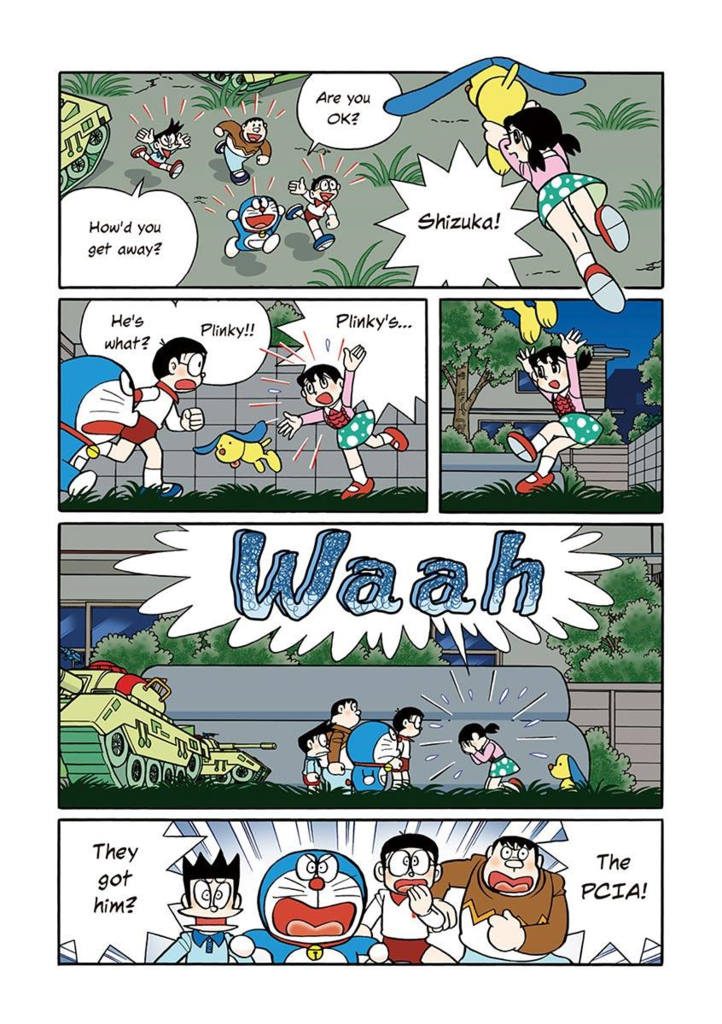 Are you
OK?
Shizuka!
How'd you
get away?
He's
what?
Plinky!!
Plinky's...
Waah
They
got
him?
The
PCIA!